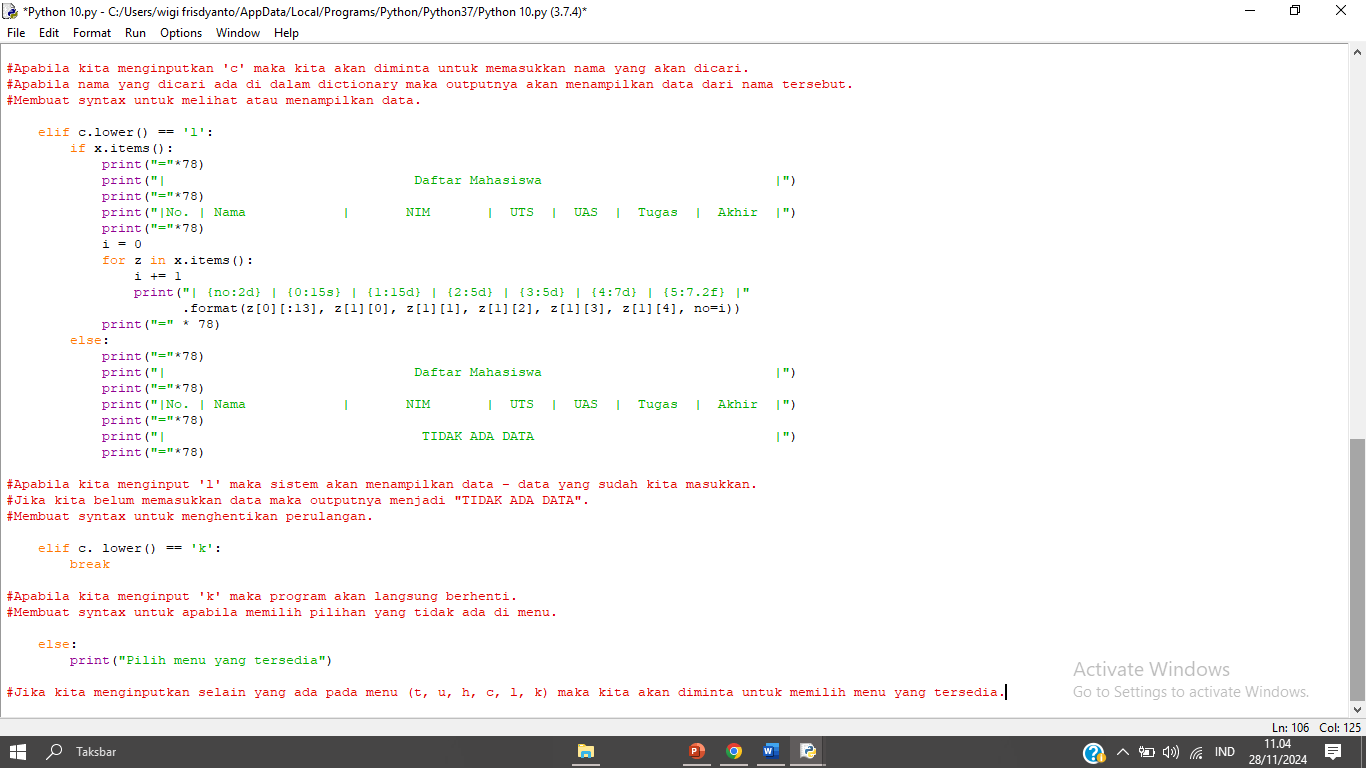 *Python 10.py - C:/Users/wigi frisdyanto/AppData/Local/Programs/Python/Python37/Python 10.py (3.7.4)*
File Edit Format Run Options Window Help
#Apabila kita menginputkan 'c' maka kita akan diminta untuk memasukkan nama yang akan dicari.
#Apabila nama yang dicari ada di dalam dictionary maka outputnya akan menampilkan data dari nama tersebut.
#Membuat syntax untuk melihat atau menampilkan data.
    elif c.lower() == 'l':
        if x.items():
            print("="*78)
            print("|                               Daftar Mahasiswa                             |")
            print("="*78)
            print("|No. | Nama            |       NIM       |  UTS  |  UAS  |  Tugas  |  Akhir  |")
            print("="*78)
            i = 0
            for z in x.items():
                i += 1
                print("| {no:2d} | {0:15s} | {1:15d} | {2:5d} | {3:5d} | {4:7d} | {5:7.2f} |"
                      .format(z[0][:13], z[1][0], z[1][1], z[1][2], z[1][3], z[1][4], no=i))
            print("=" * 78)
        else:
            print("="*78)
            print("|                               Daftar Mahasiswa                             |")
            print("="*78)
            print("|No. | Nama            |       NIM       |  UTS  |  UAS  |  Tugas  |  Akhir  |")
            print("="*78)
            print("|                                TIDAK ADA DATA                              |")
            print("="*78)
#Apabila kita menginput 'l' maka sistem akan menampilkan data - data yang sudah kita masukkan.
#Jika kita belum memasukkan data maka outputnya menjadi "TIDAK ADA DATA".
#Membuat syntax untuk menghentikan perulangan.
    elif c. lower() == 'k':
        break
#Apabila kita menginput 'k' maka program akan langsung berhenti.
#Membuat syntax untuk apabila memilih pilihan yang tidak ada di menu.
    else:
        print("Pilih menu yang tersedia")
#Jika kita menginputkan selain yang ada pada menu (t, u, h, c, l, k) maka kita akan diminta untuk memilih menu yang tersedia.
Activate Windows
Go to Settings to activate Windows.
Ln: 106 Col: 125
Taksbar
IND
11.04
28/11/2024